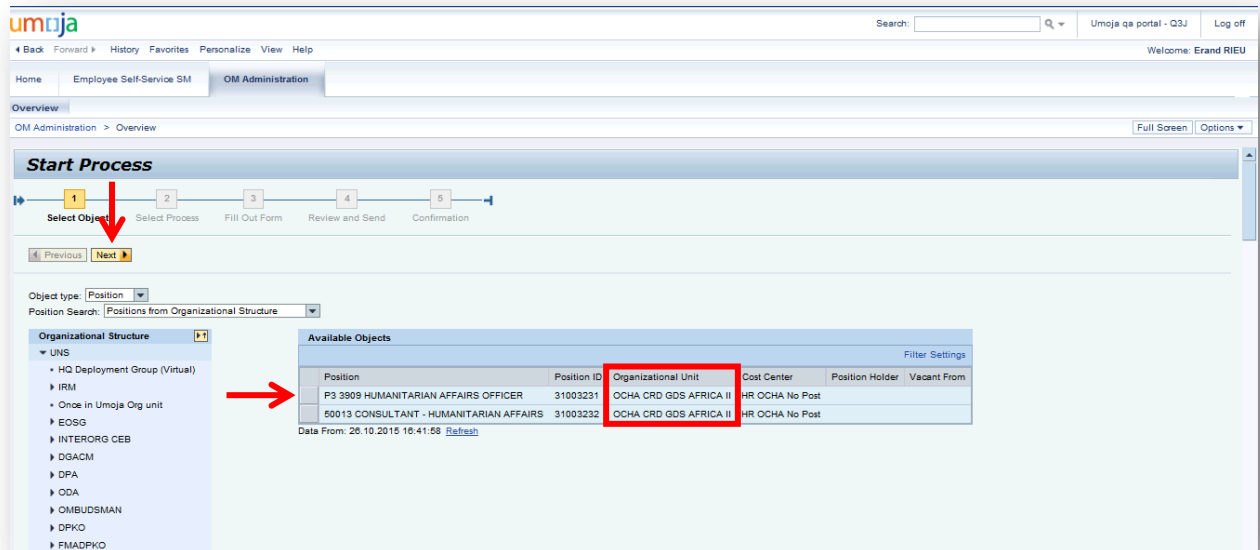 umoja
Search: Umoja qa portal - Q3J Log off
Back Forward History Favorites Personalize View Help Welcome: Erand RIEU
Home Employee Self-Service SM OM Administration
Overview
OM Administration > Overview Full Screen Options
Start Process
1 2 3 4 5
Select Object Select Process Fill Out Form Review and Send Confirmation
Previous Next
Object type: Position
Position Search: Positions from Organizational Structure
Organizational Structure Available Objects
UNS Filter Settings
HQ Deployment Group (Virtual) Position Position ID Organizational Unit Cost Center Position Holder Vacant From
IRM P3 3909 HUMANITARIAN AFFAIRS OFFICER 31003231 OCHA CRD GDS AFRICA II HR OCHA No Post
Once in Umoja Org unit 50013 CONSULTANT - HUMANITARIAN AFFAIRS 31003232 OCHA CRD GDS AFRICA II HR OCHA No Post
EOSG Data From: 26.10.2015 16:41:58 Refresh
INTERORG CEB
DGACM
DPA
ODA
OMBUDSMAN
DPKO
FMADPKO